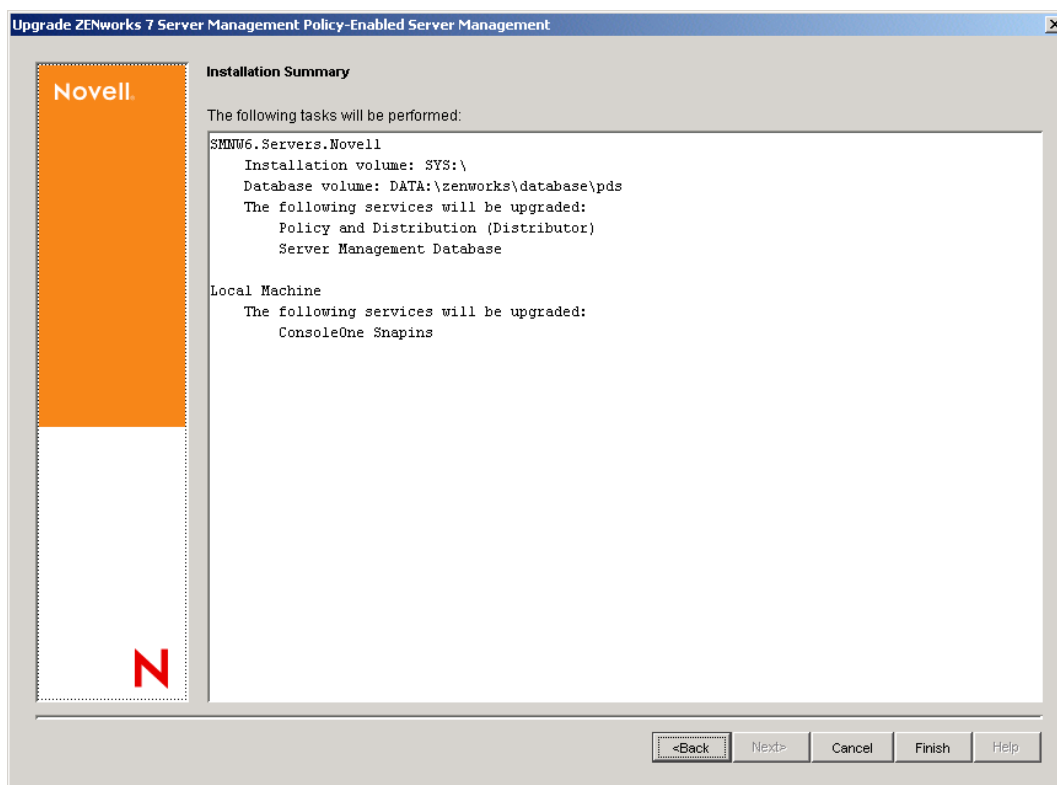 Upgrade ZENworks 7 Server Management Policy-Enabled Server Management
Novell.
Installation Summary
The following tasks will be performed:
SMNW6.Servers.Novell
Installation volume: SYS:\
Database volume: DATA:\zenworks\database\pds
The following services will be upgraded:
Policy and Distribution (Distributor)
Server Management Database
Local Machine
The following services will be upgraded:
ConsoleOne Snapins
N
<Back Next> Cancel Finish Help